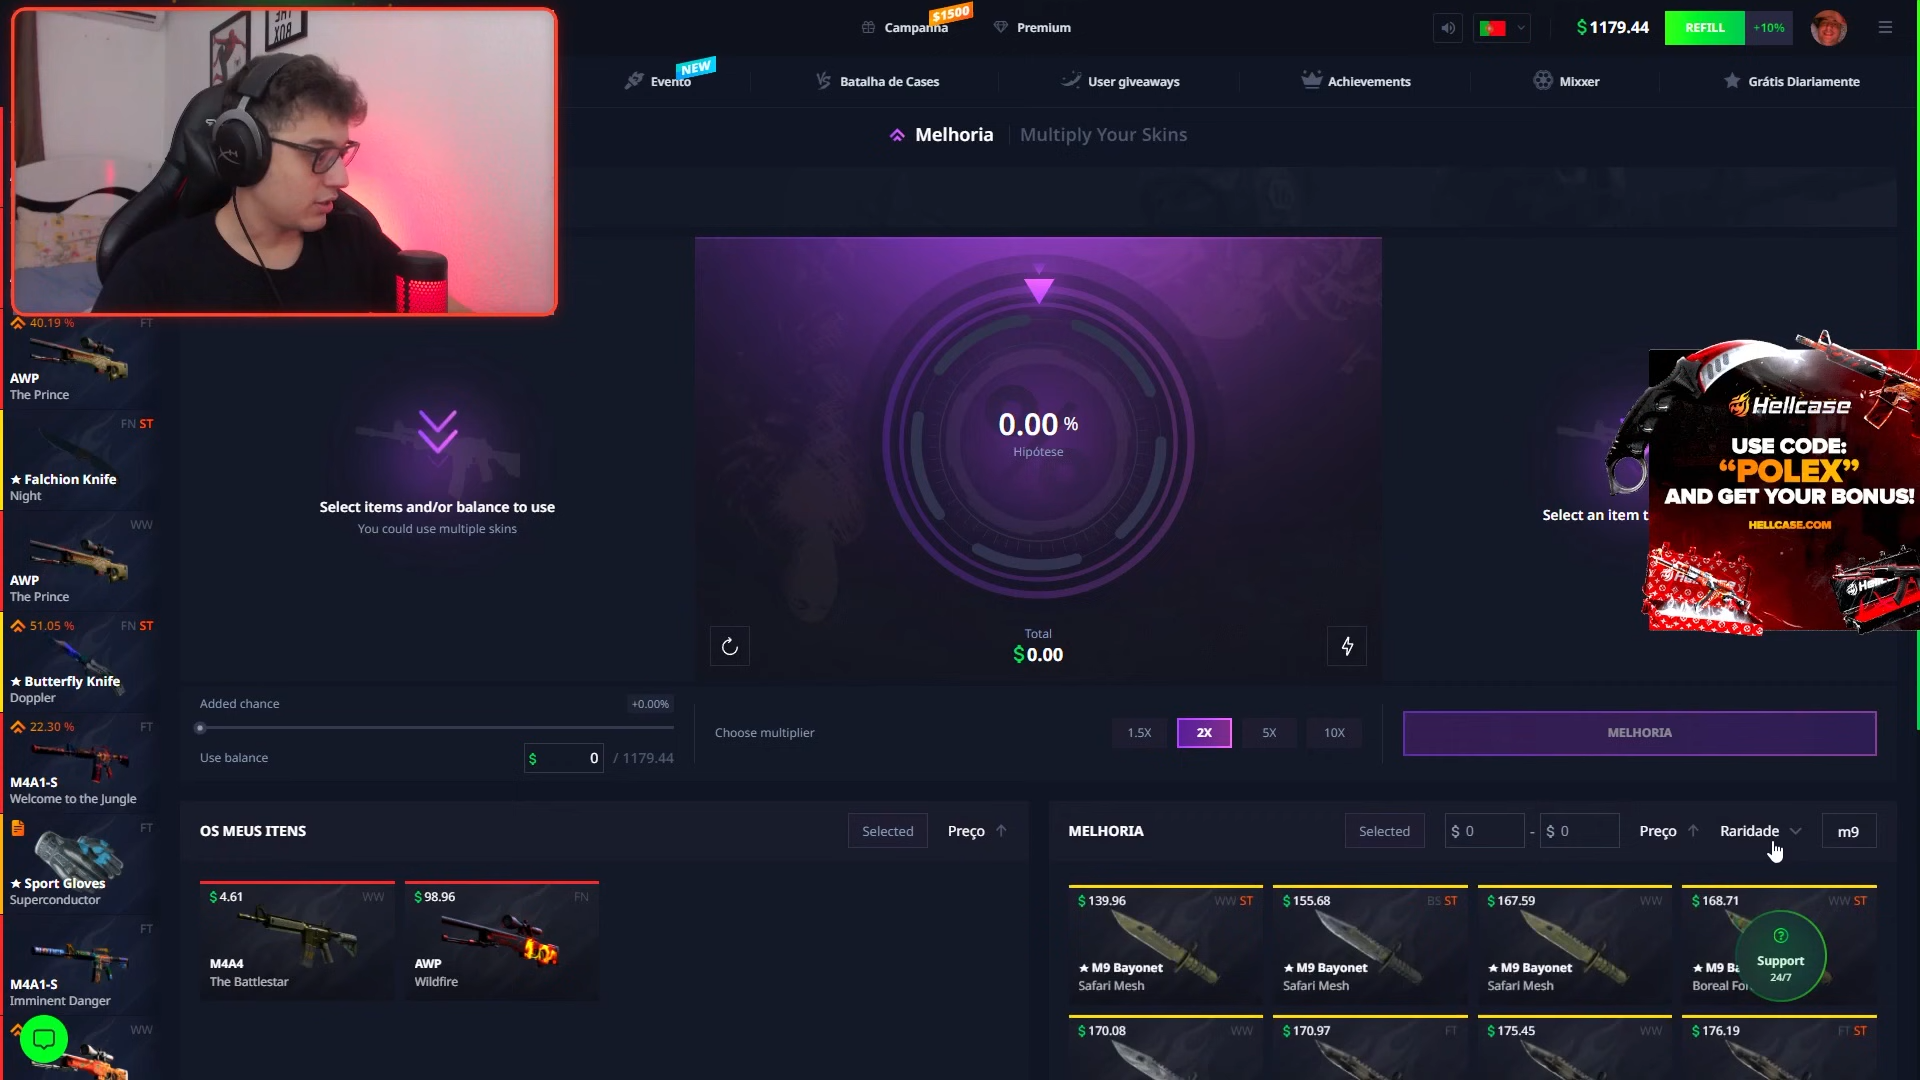 THE
BOX
Campanha
$1500
Premium
$ 1179.44
REFILL
+10%
Evento
NEW
Batalha de Cases
User giveaways
Achievements
Mixxer
Grátis Diariamente
Melhoria
Multiply Your Skins
40.19 %
FT
AWP
The Prince
FN ST
★ Falchion Knife
Night
WW
AWP
The Prince
51.05 %
FN ST
★ Butterfly Knife
Doppler
22.30 %
FT
M4A1-S
Welcome to the Jungle
FT
★ Sport Gloves
Superconductor
FT
M4A1-S
Imminent Danger
WW
Select items and/or balance to use
You could use multiple skins
0.00 %
Hipótese
Total
$ 0.00
Select an item t
Hellcase
USE CODE:
“POLEX”
AND GET YOUR BONUS!
HELLCASE.COM
Added chance
+0.00%
Use balance
$ 0 / 1179.44
Choose multiplier
1.5X
2X
5X
10X
MELHORIA
OS MEUS ITENS
Selected
Preço
$ 4.61
WW
M4A4
The Battlestar
$ 98.96
FN
AWP
Wildfire
MELHORIA
Selected
$ 0 - $ 0
Preço
Raridade
m9
$ 139.96
WW ST
★ M9 Bayonet
Safari Mesh
$ 155.68
BS ST
★ M9 Bayonet
Safari Mesh
$ 167.59
WW
★ M9 Bayonet
Safari Mesh
$ 168.71
WW ST
★ M9 Ba
Boreal For
Support
24/7
$ 170.08
WW
$ 170.97
FT
$ 175.45
WW
$ 176.19
FT ST